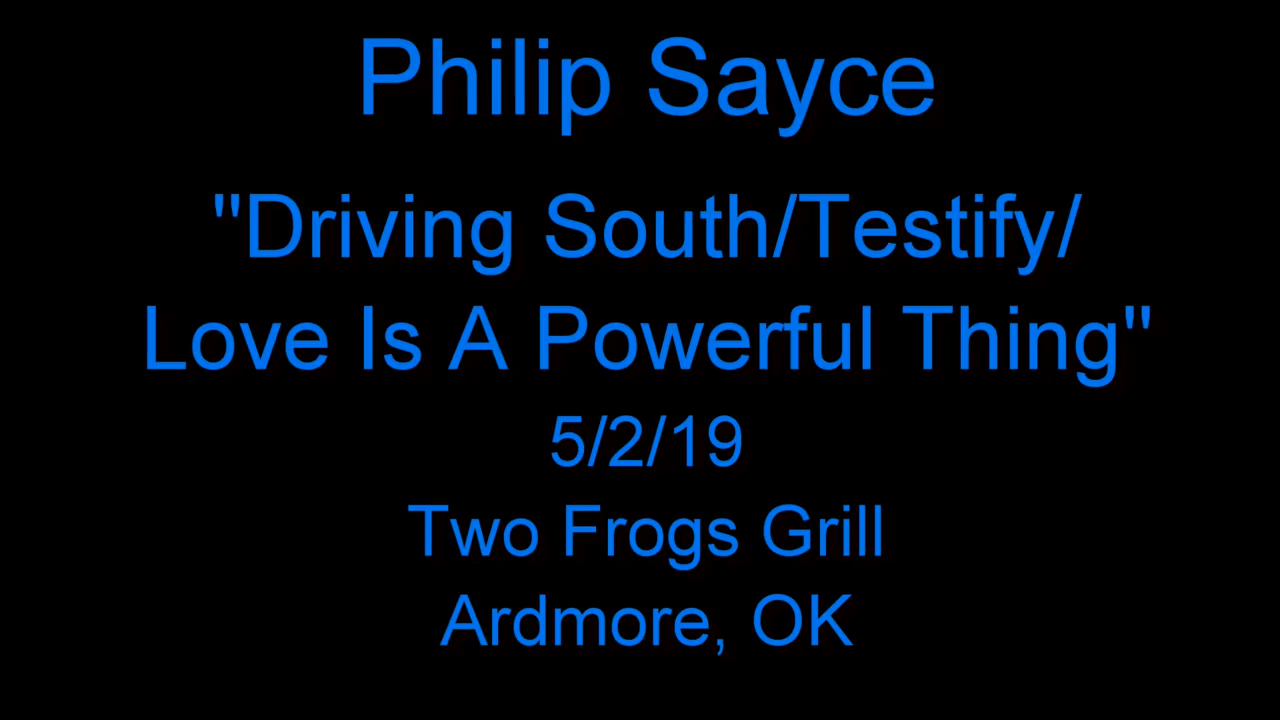 Philip Sayce
"Driving South/Testify/
Love Is A Powerful Thing"
5/2/19
Two Frogs Grill
Ardmore, OK